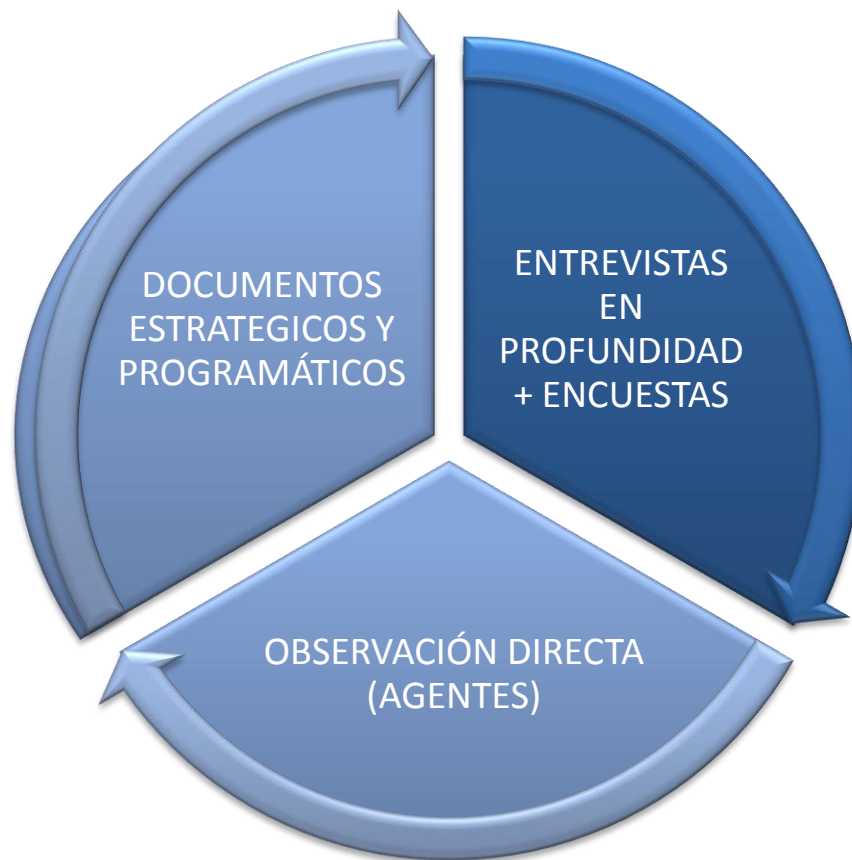 DOCUMENTOS
ESTRATEGICOS Y
PROGRAMÁTICOS
ENTREVISTAS
EN
PROFUNDIDAD
+ ENCUESTAS
OBSERVACIÓN DIRECTA
(AGENTES)